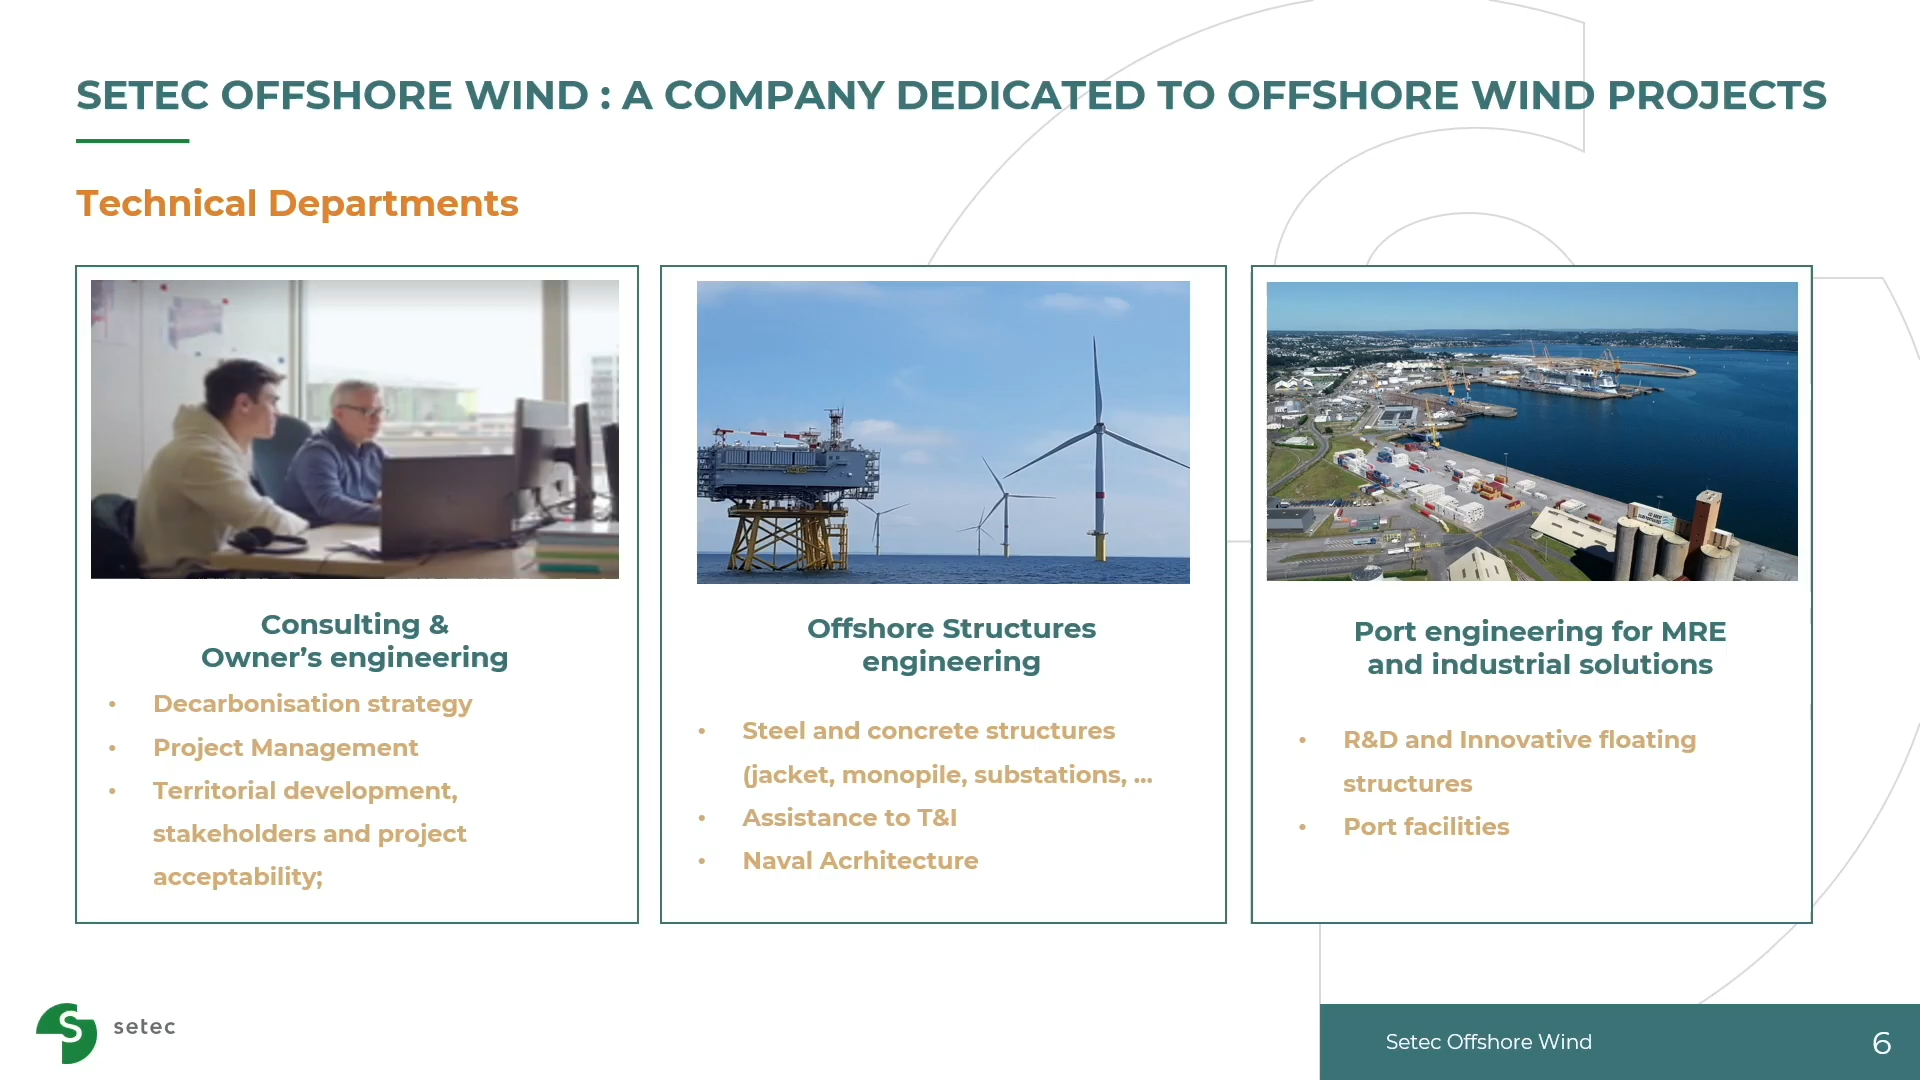 SETEC OFFSHORE WIND : A COMPANY DEDICATED TO OFFSHORE WIND PROJECTS
Technical Departments
Consulting &
Owner’s engineering
• Decarbonisation strategy
• Project Management
• Territorial development,
stakeholders and project
acceptability;
Offshore Structures
engineering
• Steel and concrete structures
(jacket, monopile, substations, …
• Assistance to T&I
• Naval Acrhitecture
Port engineering for MRE
and industrial solutions
• R&D and Innovative floating
structures
• Port facilities
S setec
Setec Offshore Wind
6